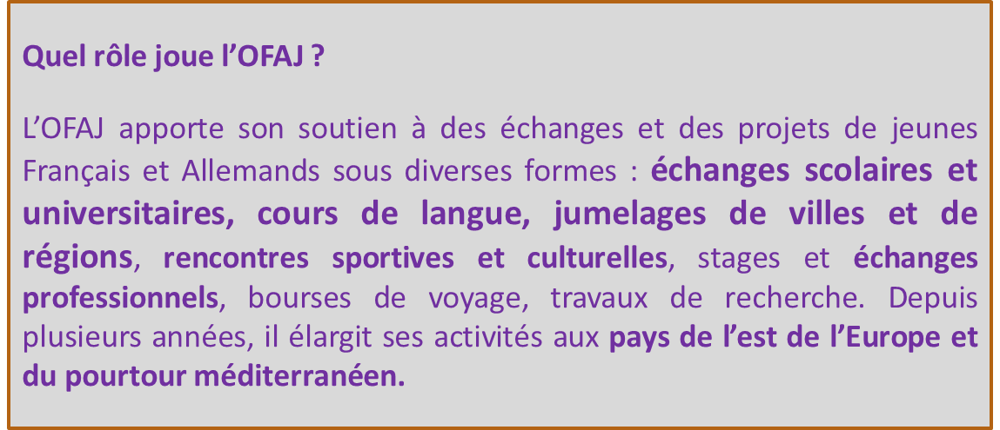 Quel rôle joue l’OFAJ ?
L’OFAJ apporte son soutien à des échanges et des projets de jeunes
Français et Allemands sous diverses formes : échanges scolaires et
universitaires, cours de langue, jumelages de villes et de
régions, rencontres sportives et culturelles, stages et échanges
professionnels, bourses de voyage, travaux de recherche. Depuis
plusieurs années, il élargit ses activités aux pays de l’est de l’Europe et
du pourtour méditerranéen.